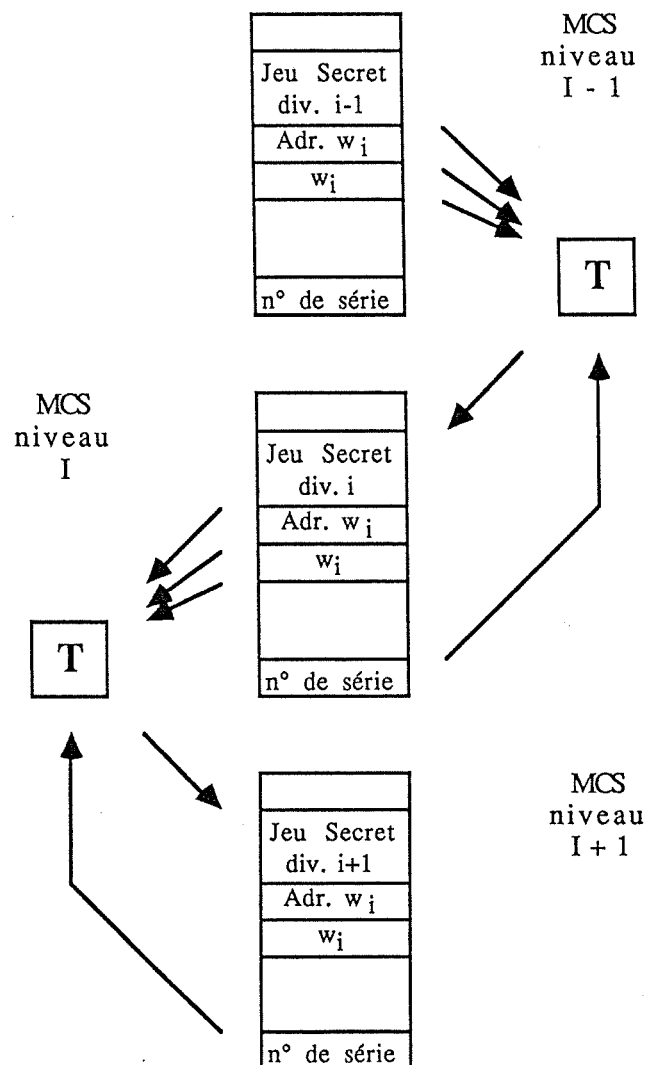 MCS
niveau
I - 1
Jeu Secret
div. i-1
Adr. wi
wi
n° de série
T
MCS
niveau
I
Jeu Secret
div. i
Adr. wi
wi
n° de série
T
MCS
niveau
I + 1
Jeu Secret
div. i+1
Adr. wi
wi
n° de série